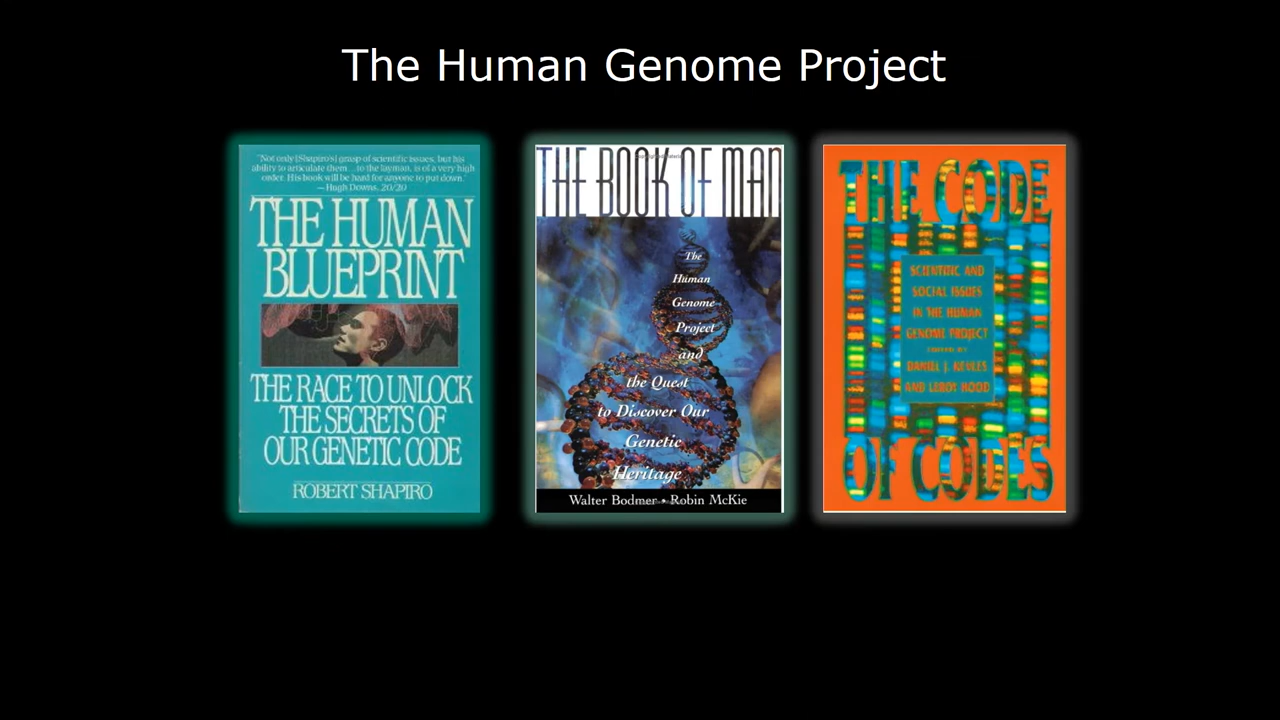 The Human Genome Project
"Not only [Shapiro's] grasp of scientific issues, but his
ability to articulate them . . . to the layman, is of a very high
order. His book will be hard for anyone to put down."
—Hugh Downs, 20/20
THE HUMAN
BLUEPRINT
THE RACE TO UNLOCK
THE SECRETS OF
OUR GENETIC CODE
ROBERT SHAPIRO
THE BOOK OF MAN
The
Human
Genome
Project
and
the Quest
to Discover Our
Genetic
Heritage
Walter Bodmer • Robin McKie
THE CODE
SCIENTIFIC AND
SOCIAL ISSUES
IN THE HUMAN
GENOME PROJECT
EDITED BY
DANIEL J. KEVLES
AND LEROY HOOD
OF CODES